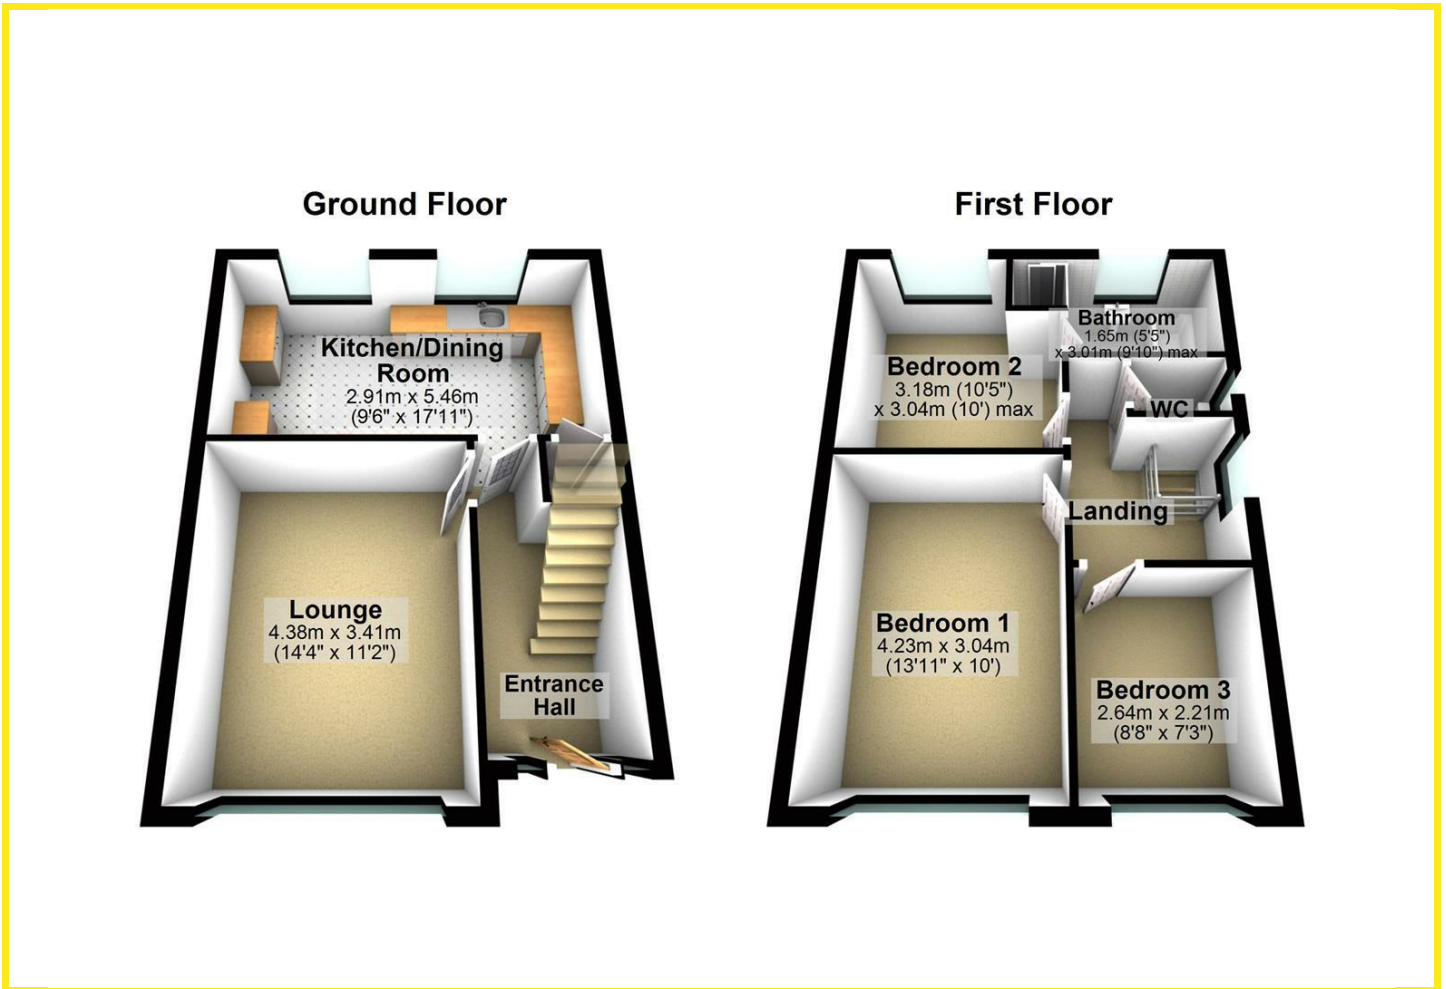 Ground Floor
Kitchen/Dining
Room
2.91m x 5.46m
(9'6" x 17'11")
Lounge
4.38m x 3.41m
(14'4" x 11'2")
Entrance
Hall
First Floor
Bathroom
1.65m (5'5")
x 3.01m (9'10") max
Bedroom 2
3.18m (10'5")
x 3.04m (10') max
WC
Landing
Bedroom 1
4.23m x 3.04m
(13'11" x 10')
Bedroom 3
2.64m x 2.21m
(8'8" x 7'3")